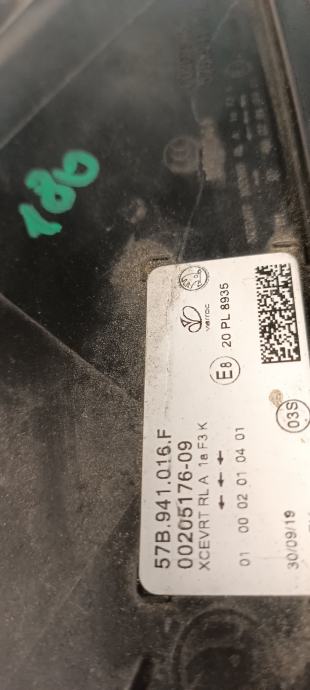 186
varroc
E8
20 PL 8935
57B.941.016.F
00205176-09
XCEVRT RL A 1a F3 K
←←←
01 00 02 01 04 01
30/09/19
03S